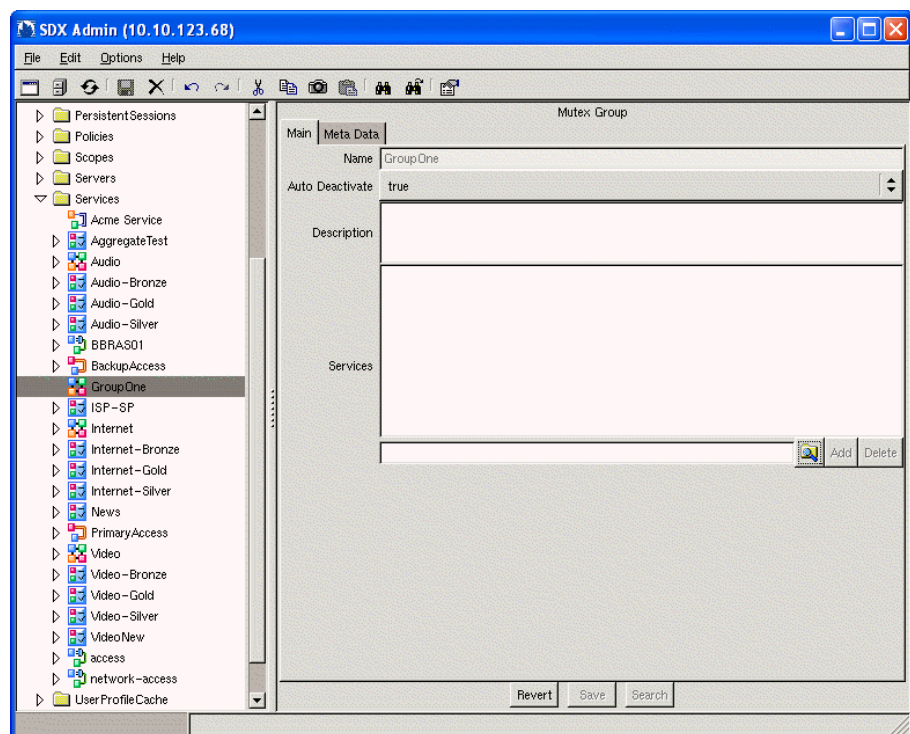 SDX Admin (10.10.123.68)
File Edit Options Help
PersistentSessions
Policies
Scopes
Servers
Services
Acme Service
AggregateTest
Audio
Audio-Bronze
Audio-Gold
Audio-Silver
BBRAS01
BackupAccess
GroupOne
ISP-SP
Internet
Internet-Bronze
Internet-Gold
Internet-Silver
News
PrimaryAccess
Video
Video-Bronze
Video-Gold
Video-Silver
VideoNew
access
network-access
UserProfileCache
Mutex Group
Main Meta Data
Name GroupOne
Auto Deactivate true
Description
Services
Add Delete
Revert Save Search